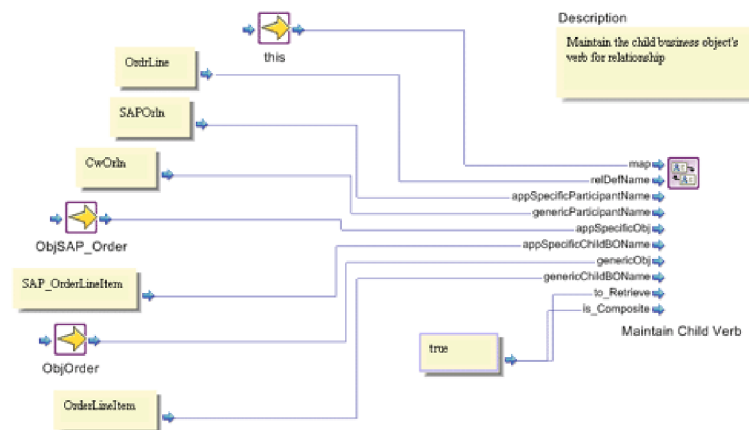 Description
Maintain the child business object's
verb for relationship
this
OrdrLine
SAPOrln
CwOrln
ObjSAP_Order
SAP_OrderLineItem
ObjOrder
OrderLineItem
true
map
relDefName
appSpecificParticipantName
genericParticipantName
appSpecificObj
appSpecificChildBOName
genericObj
genericChildBOName
to_Retrieve
is_Composite
Maintain Child Verb